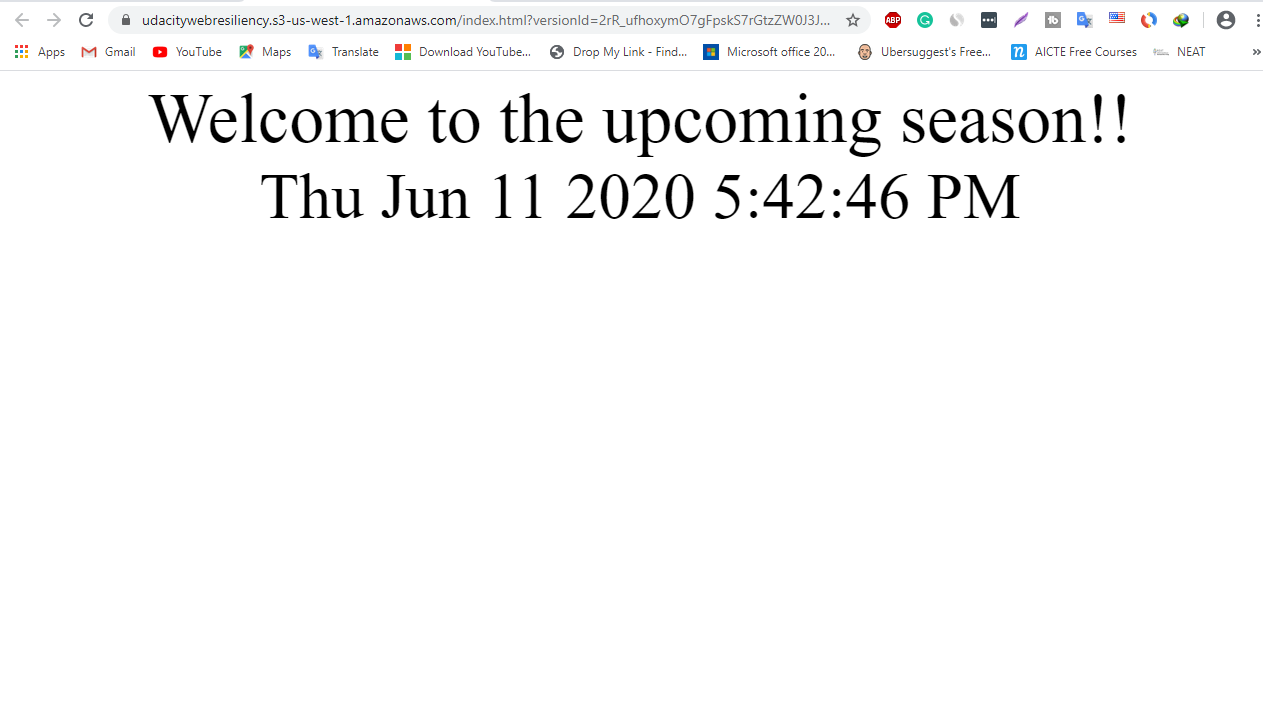 udacitywebresiliency.s3-us-west-1.amazonaws.com/index.html?versionId=2rR_ufhoxymO7gFpskS7rGtzZW0J3J...
ABP
Apps Gmail YouTube Maps Translate Download YouTube... Drop My Link - Find... Microsoft office 20... Ubersuggest's Free... AICTE Free Courses NEAT »
Welcome to the upcoming season!!
Thu Jun 11 2020 5:42:46 PM